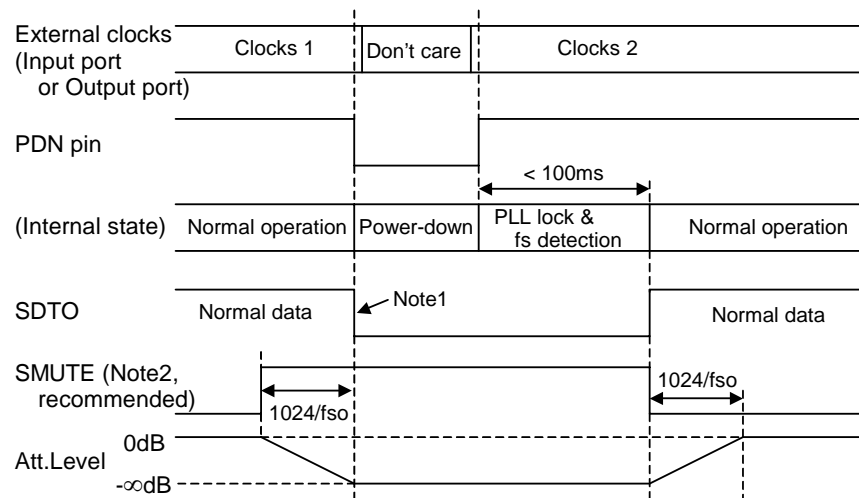 External clocks
(Input port
or Output port)
Clocks 1
Don't care
Clocks 2
PDN pin
< 100ms
(Internal state)
Normal operation
Power-down
PLL lock &
fs detection
Normal operation
SDTO
Normal data
Note1
Normal data
SMUTE (Note2,
recommended)
1024/fso
1024/fso
0dB
Att.Level
-∞dB